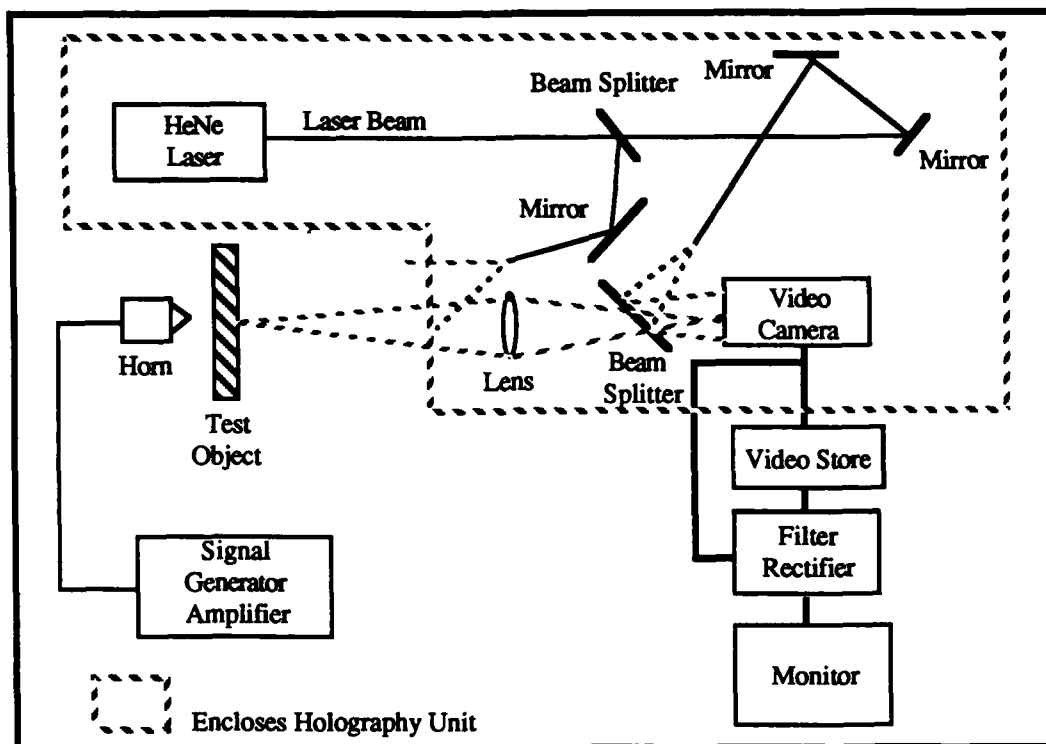 Mirror
Beam Splitter
HeNe
Laser
Laser Beam
Mirror
Mirror
Horn
Test
Object
Lens
Beam
Splitter
Video
Camera
Video Store
Filter
Rectifier
Signal
Generator
Amplifier
Monitor
Encloses Holography Unit